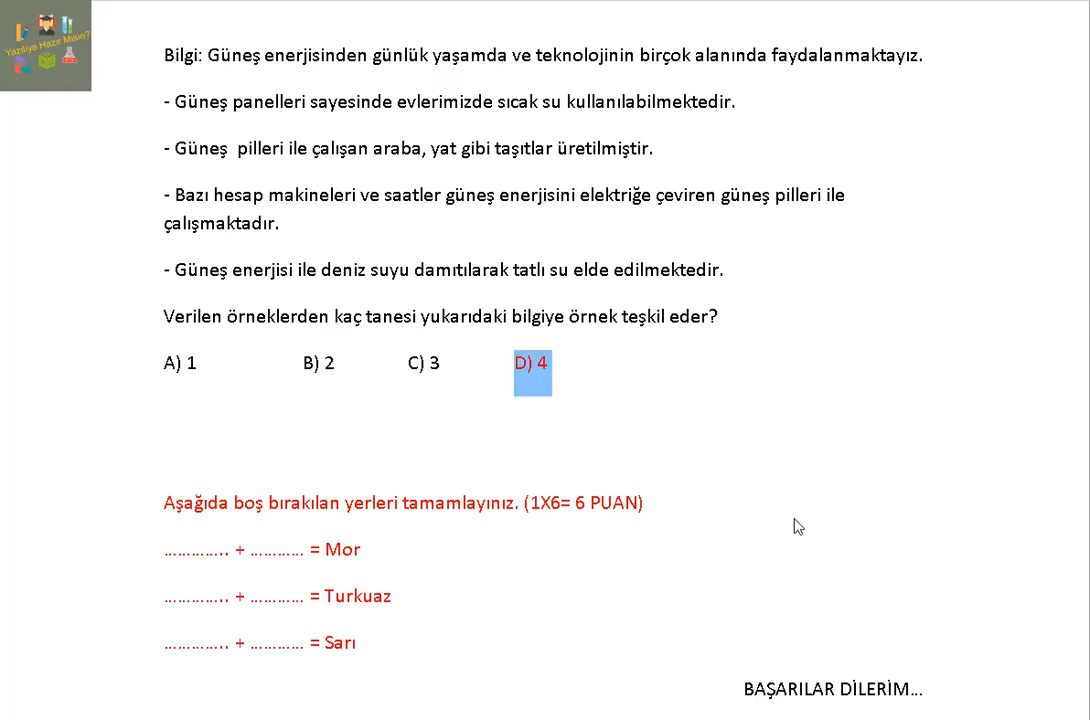 Yazılıya Hazır Mısın?
Bilgi: Güneş enerjisinden günlük yaşamda ve teknolojinin birçok alanında faydalanmaktayız.
- Güneş panelleri sayesinde evlerimizde sıcak su kullanılabilmektedir.
- Güneş  pilleri ile çalışan araba, yat gibi taşıtlar üretilmiştir.
- Bazı hesap makineleri ve saatler güneş enerjisini elektriğe çeviren güneş pilleri ile
çalışmaktadır.
- Güneş enerjisi ile deniz suyu damıtılarak tatlı su elde edilmektedir.
Verilen örneklerden kaç tanesi yukarıdaki bilgiye örnek teşkil eder?
A) 1 B) 2 C) 3 D) 4
Aşağıda boş bırakılan yerleri tamamlayınız. (1X6= 6 PUAN)
………….. + ………… = Mor
………….. + ………… = Turkuaz
………….. + ………… = Sarı
BAŞARILAR DİLERİM…